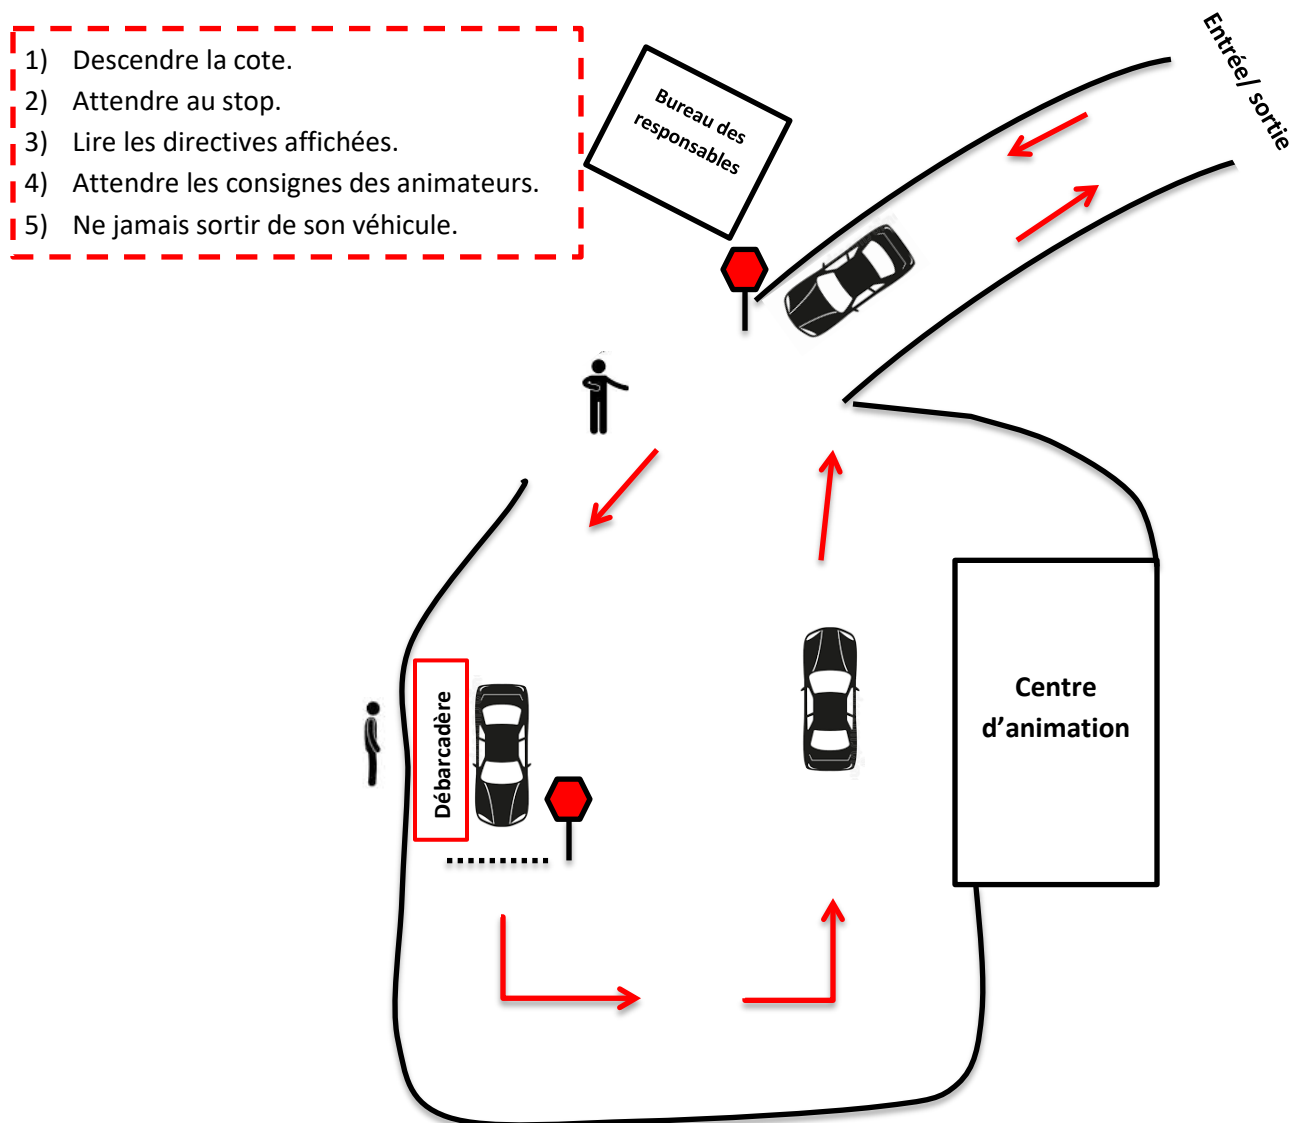 1) Descendre la cote.
2) Attendre au stop.
3) Lire les directives affichées.
4) Attendre les consignes des animateurs.
5) Ne jamais sortir de son véhicule.
Bureau des
responsables
Entrée/ sortie
Débarcadère
Centre
d’animation